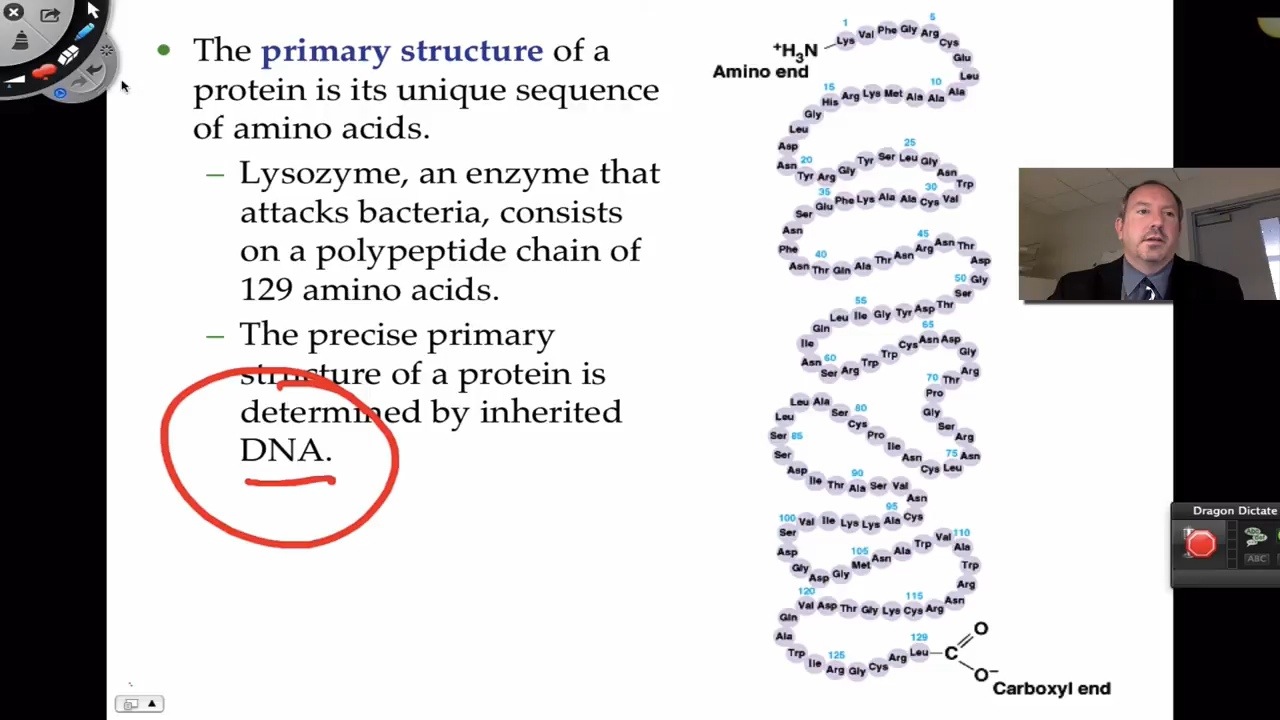 • The primary structure of a
protein is its unique sequence
of amino acids.
– Lysozyme, an enzyme that
attacks bacteria, consists
on a polypeptide chain of
129 amino acids.
– The precise primary
structure of a protein is
determined by inherited
DNA.
+H3N
Amino end
1 5
Lys Val Phe Gly Arg Cys Glu Leu
15 10
His Arg Lys Met Ala Ala Ala
Gly Leu Asp Asn
20 25
Tyr Arg Gly Tyr Ser Leu Gly Asn Trp
35 30
Ser Glu Phe Lys Ala Ala Cys Val
Asn Phe
40 45
Asn Thr Gln Ala Thr Asn Arg Asn Thr Asp Gly
50
55
Gln Leu Ile Gly Tyr Asp Thr Ser
Ile Asn
60 65
Ser Arg Trp Trp Cys Asn Asp Gly Arg
70
Thr Pro Gly Ser Arg Asn
75
Leu Cys Asn Ile Pro Cys Ser Ala Leu Leu
80
Ser 85
Ser Asp Ile Thr Ala Ser Val Asn Cys
90
100 95
Ser Val Ile Lys Lys Ala
Asp Gly Asp Gly Met Asn Ala Trp Val Ala Trp Arg Asn
105 110
120 115
Gln Val Asp Thr Gly Lys Cys Arg
Ala Trp Ile Arg Gly Cys Arg Leu
125 129
C
O
O−
Carboxyl end
Dragon Dictate
ABC